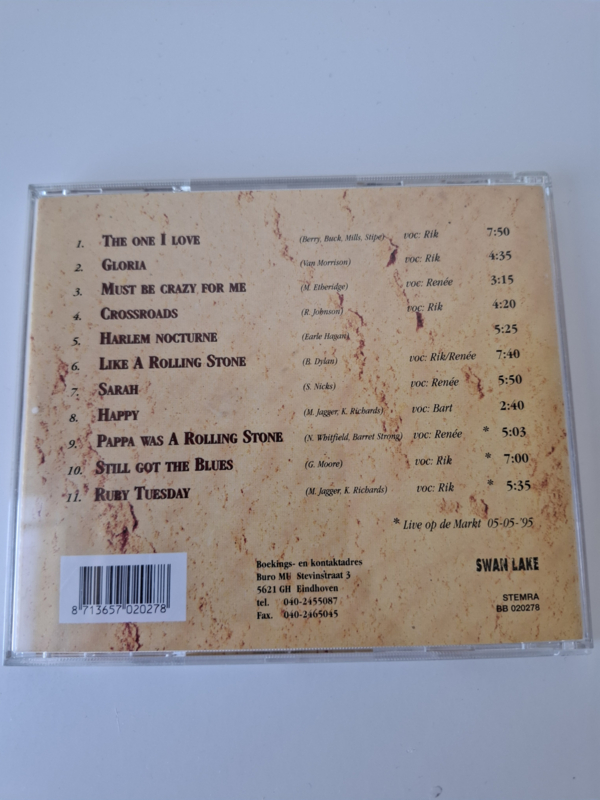 1. THE ONE I LOVE (Berry, Buck, Mills, Stipe) voc: Rik 7:50
2. GLORIA (Van Morrison) voc: Rik 4:35
3. MUST BE CRAZY FOR ME (M. Etheridge) voc: Renée 3:15
4. CROSSROADS (R. Johnson) voc: Rik 4:20
5. HARLEM NOCTURNE (Earle Hagan) 5:25
6. LIKE A ROLLING STONE (B. Dylan) voc: Rik/Renée 7:40
7. SARAH (S. Nicks) voc: Renée 5:50
8. HAPPY (M. Jagger, K. Richards) voc: Bart 2:40
9. PAPPA WAS A ROLLING STONE (N. Whitfield, Barret Strong) voc: Renée * 5:03
10. STILL GOT THE BLUES (G. Moore) voc: Rik * 7:00
11. RUBY TUESDAY (M. Jagger, K. Richards) voc: Rik * 5:35
* Live op de Markt 05-05-'95
Boekings- en kontaktadres
Buro MU Stevinstraat 3
5621 GH Eindhoven
tel. 040-2455087
Fax. 040-2465045
SWAN LAKE
STEMRA
BB 020278
8 713657 020278